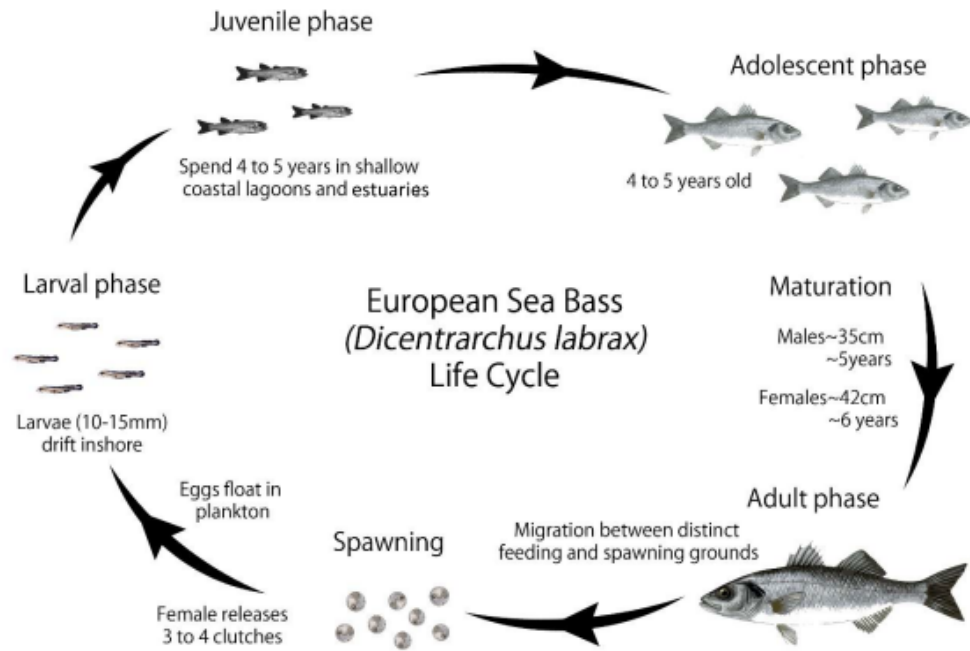 Juvenile phase
Spend 4 to 5 years in shallow
coastal lagoons and estuaries
Adolescent phase
4 to 5 years old
Larval phase
Larvae (10-15mm)
drift inshore
European Sea Bass
(Dicentrarchus labrax)
Life Cycle
Maturation
Males~35cm
~5years
Females~42cm
~6 years
Adult phase
Migration between distinct
feeding and spawning grounds
Spawning
Eggs float in
plankton
Female releases
3 to 4 clutches